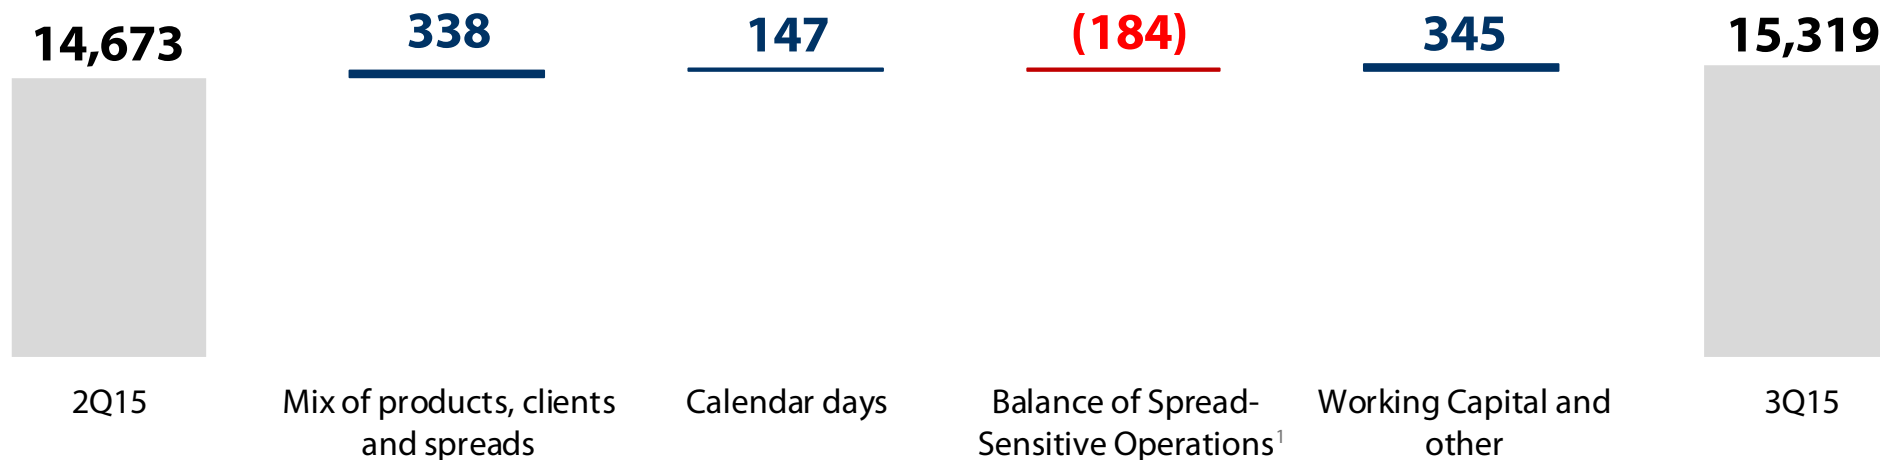 14,673
338
147
(184)
345
15,319
2Q15
Mix of products, clients
and spreads
Calendar days
Balance of Spread-
Sensitive Operations1
Working Capital and
other
3Q15